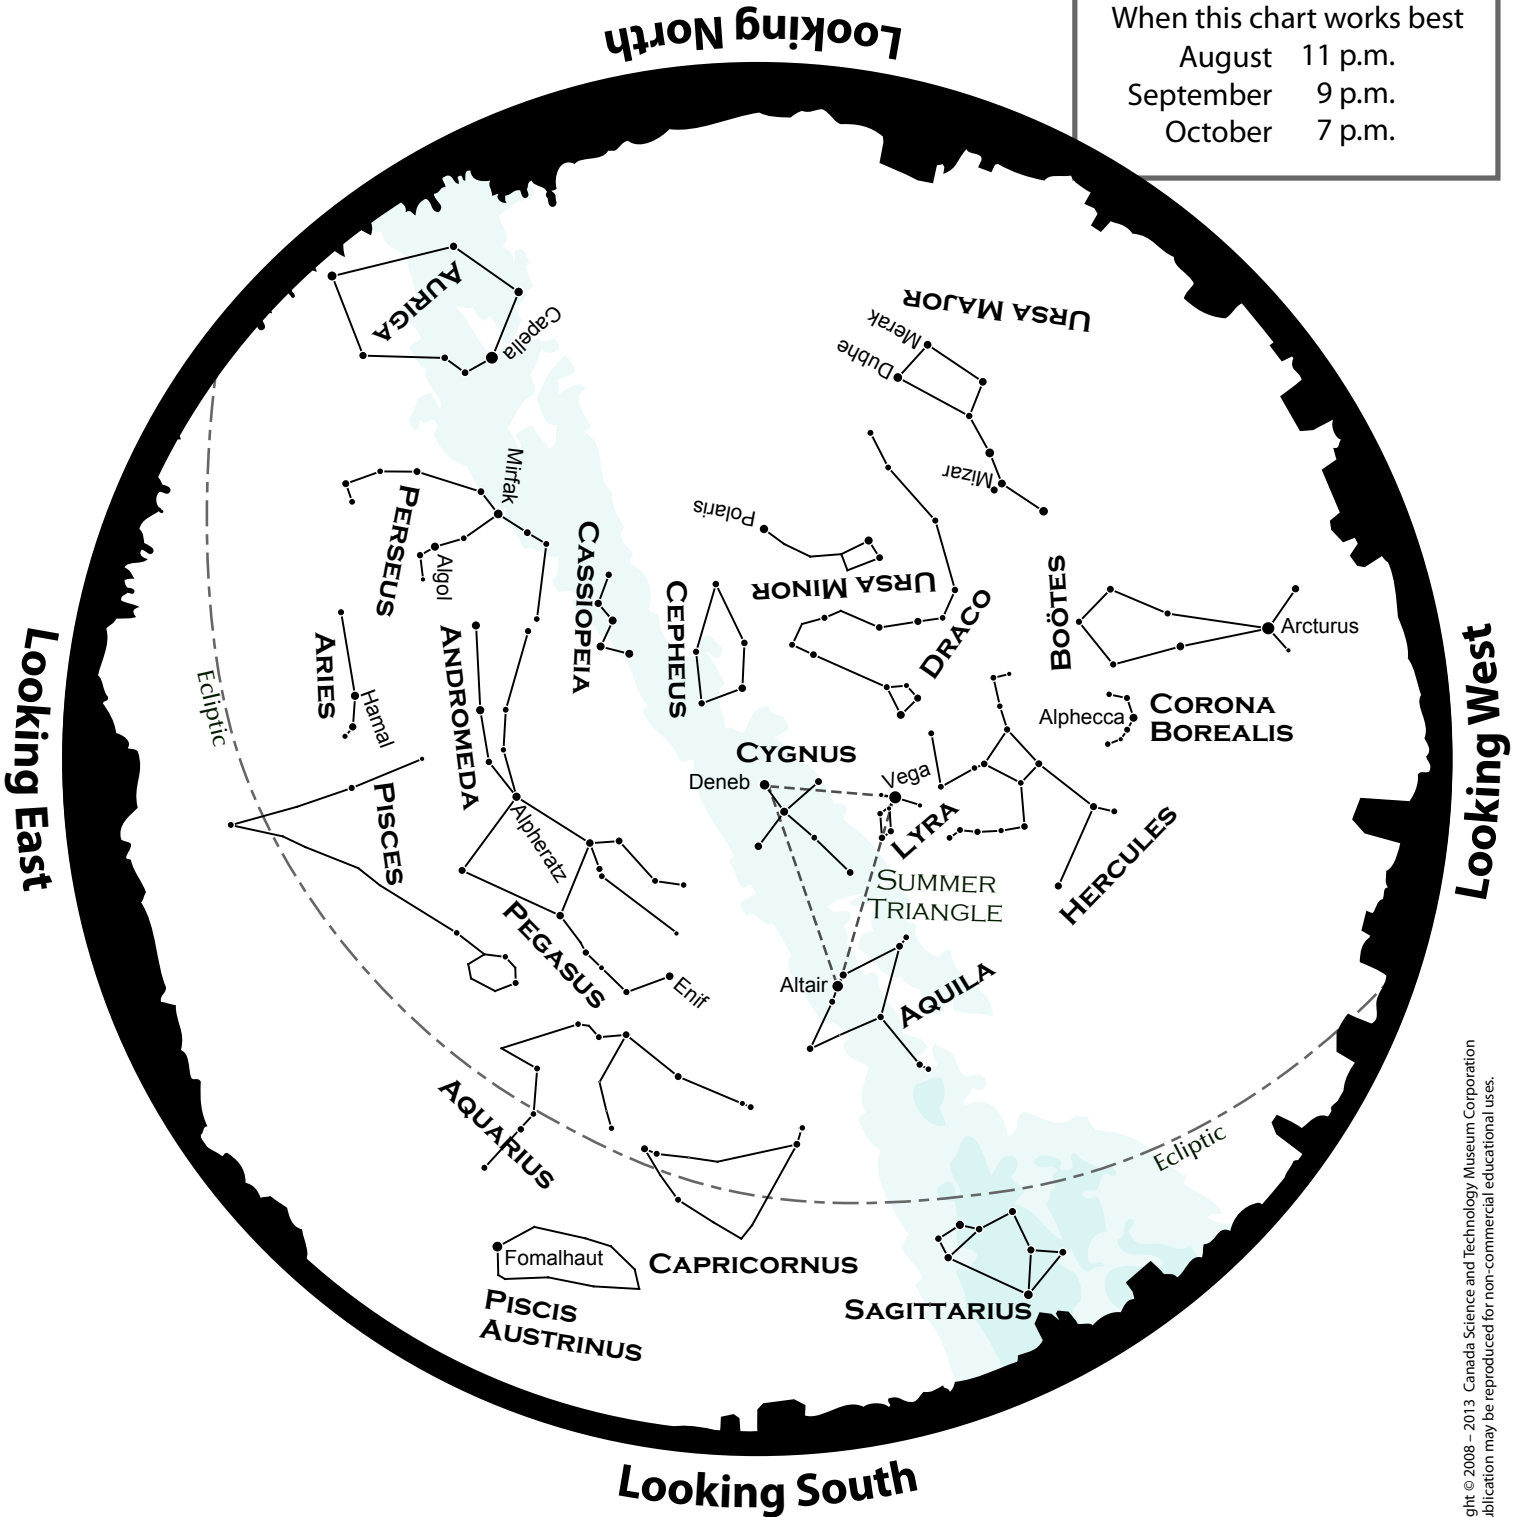 When this chart works best
August 11 p.m.
September 9 p.m.
October 7 p.m.
Looking North
AURIGA
Capella
URSA MAJOR
Merak
Dubhe
Mizar
Mirfak
PERSEUS
Algol
Polaris
CASSIOPEIA
CEPHEUS
URSA MINOR
DRACO
BOÖTES
Arcturus
ARIES
Hamal
ANDROMEDA
Ecliptic
Alphecca
CORONA
BOREALIS
Looking East
Looking West
CYGNUS
Deneb
Vega
LYRA
HERCULES
PISCES
Alpheratz
SUMMER
TRIANGLE
PEGASUS
Enif
Altair
AQUILA
AQUARIUS
Ecliptic
Fomalhaut
CAPRICORNUS
PISCIS
AUSTRINUS
SAGITTARIUS
Looking South
ght © 2008 – 2013 Canada Science and Technology Museum Corporation
ublication may be reproduced for non-commercial educational uses.